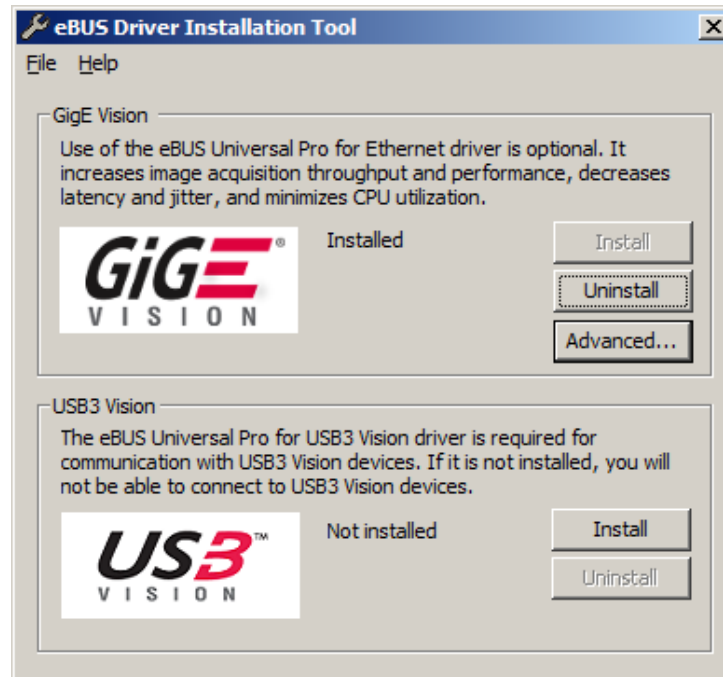 eBUS Driver Installation Tool
File Help
GigE Vision
Use of the eBUS Universal Pro for Ethernet driver is optional. It
increases image acquisition throughput and performance, decreases
latency and jitter, and minimizes CPU utilization.
GiGE®
VISION
Installed
Install
Uninstall
Advanced...
USB3 Vision
The eBUS Universal Pro for USB3 Vision driver is required for
communication with USB3 Vision devices. If it is not installed, you will
not be able to connect to USB3 Vision devices.
USB3™
VISION
Not installed
Install
Uninstall